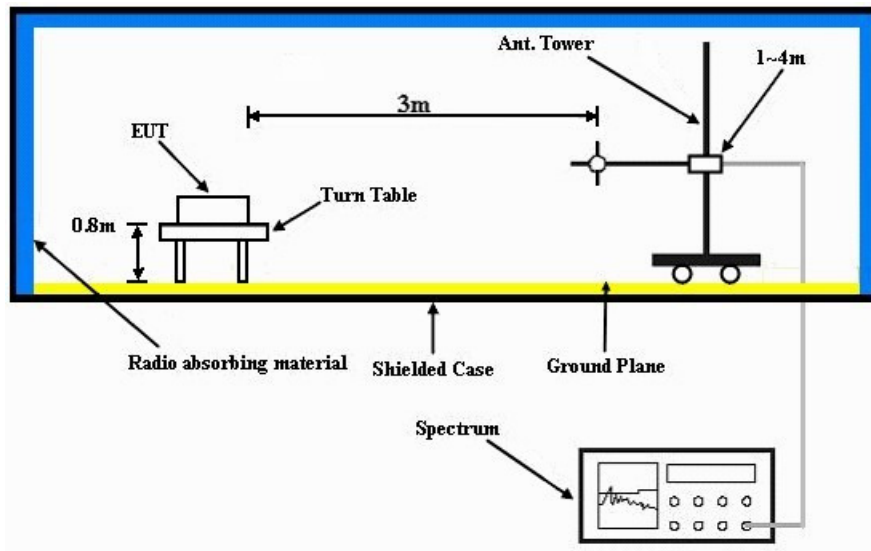 Ant. Tower
1~4m
3m
EUT
Turn Table
0.8m
Radio absorbing material
Shielded Case
Ground Plane
Spectrum